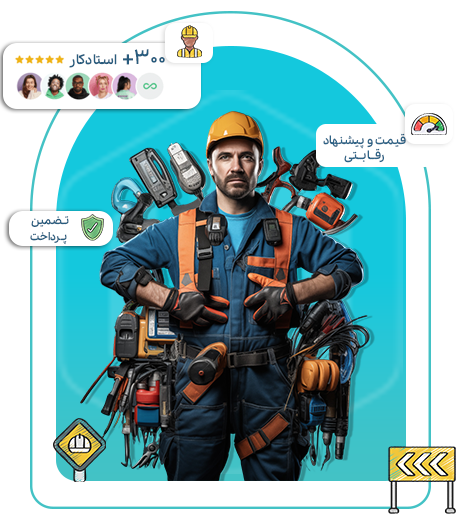 +۳۰۰ استادکار
قیمت و پیشنهاد
رقابتی
تضمین
پرداخت